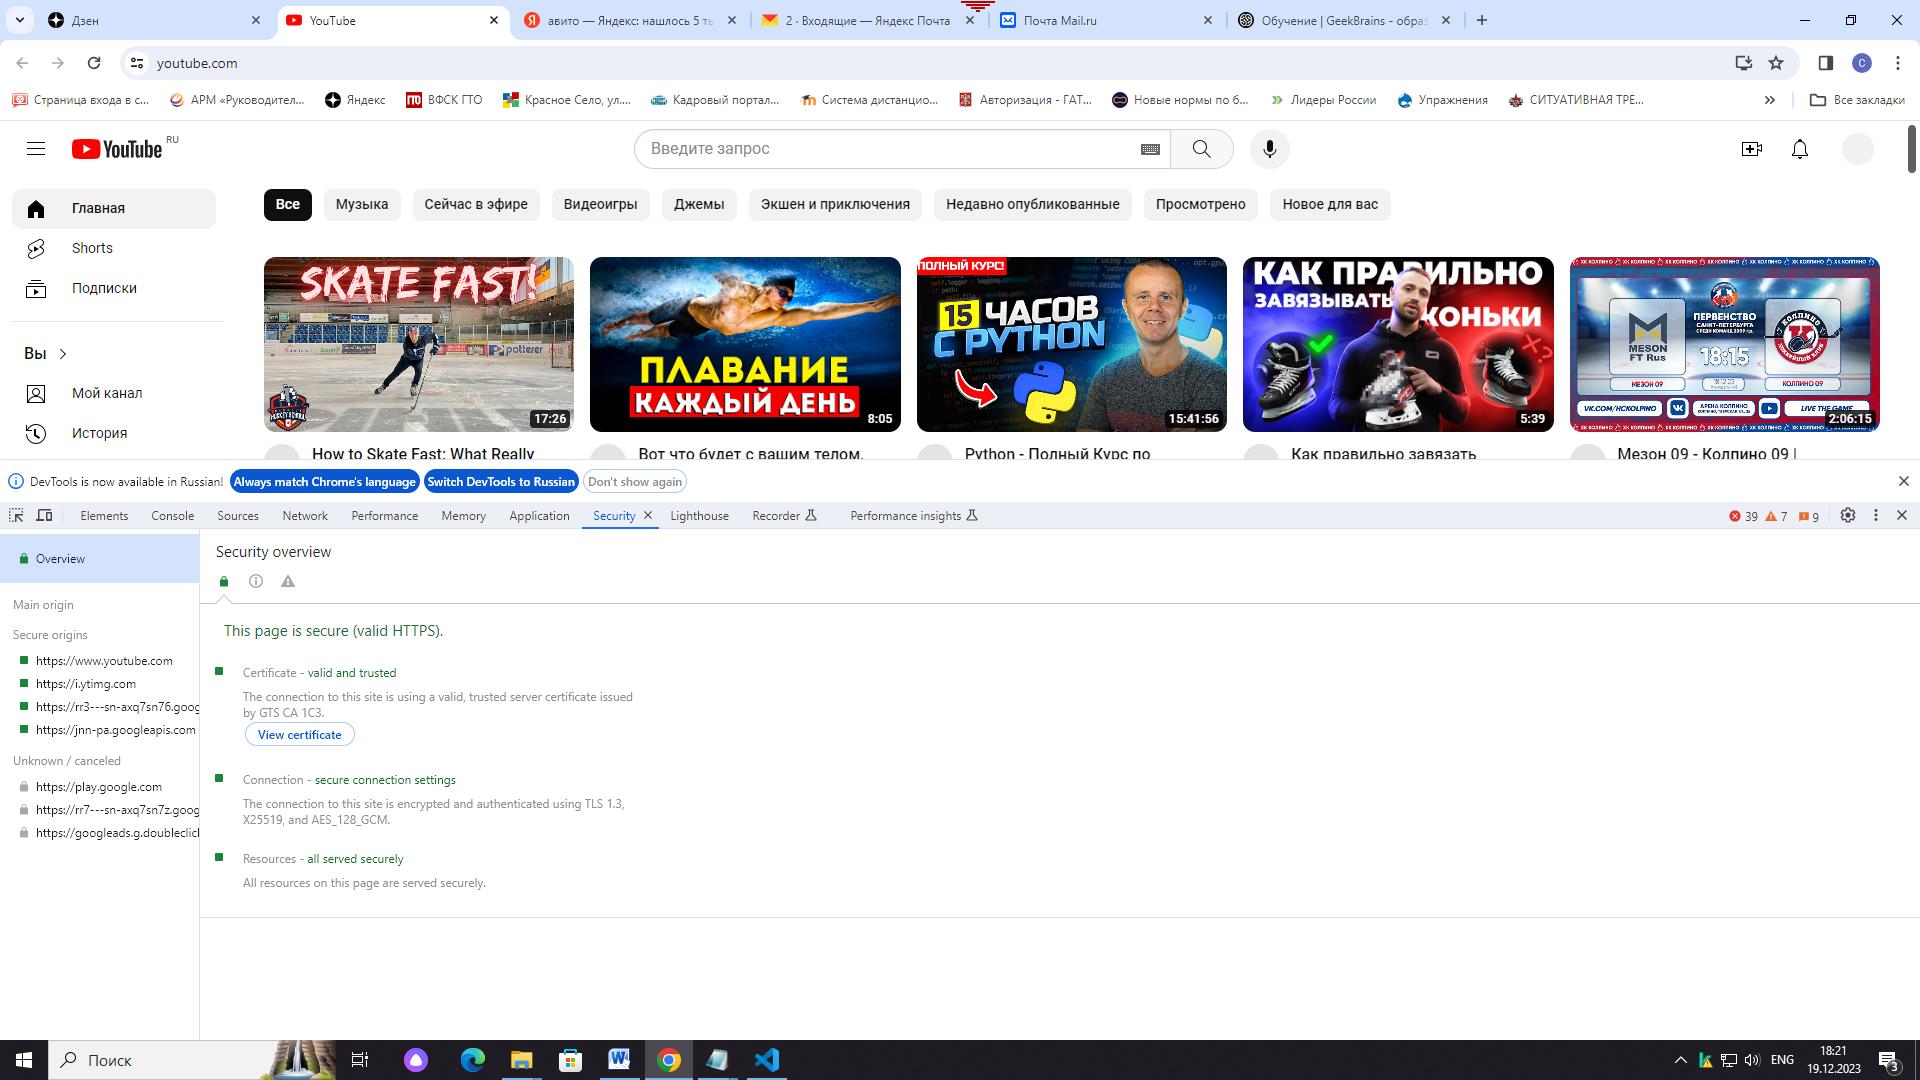 Дзен
YouTube
авито — Яндекс: нашлось 5 ты
2 · Входящие — Яндекс Почта
Почта Mail.ru
Обучение | GeekBrains - обра
youtube.com
Страница входа в с...
АРМ «Руководител...
Яндекс
ВФСК ГТО
Красное Село, ул....
Кадровый портал...
Система дистанцио...
Авторизация - ГАТ...
Новые нормы по б...
Лидеры России
Упражнения
СИТУАТИВНАЯ ТРЕ...
Все закладки
YouTube RU
Введите запрос
Главная
Shorts
Подписки
Вы
Мой канал
История
Все
Музыка
Сейчас в эфире
Видеоигры
Джемы
Экшен и приключения
Недавно опубликованные
Просмотрено
Новое для вас
SKATE FAST!
17:26
ПЛАВАНИЕ
КАЖДЫЙ ДЕНЬ
8:05
ПОЛНЫЙ КУРС!
15 ЧАСОВ
С PYTHON
15:41:56
КАК ПРАВИЛЬНО
ЗАВЯЗЫВАТЬ
КОНЬКИ
5:39
ПЕРВЕНСТВО
САНКТ-ПЕТЕРБУРГА
СРЕДИ КОМАНД 2009 г.р.
MESON
FT Rus
18:15
КОЛПИНО
МЕЗОН 09
18.12.23
КОЛПИНО 09
VK.COM/HCKOLPINO
АРЕНА КОЛПИНО
LIVE THE GAME
2:06:15
How to Skate Fast: What Really
Вот что будет с вашим телом,
Python - Полный Курс по
Как правильно завязать
Мезон 09 - Колпино 09 |
DevTools is now available in Russian!
Always match Chrome's language
Switch DevTools to Russian
Don't show again
Elements
Console
Sources
Network
Performance
Memory
Application
Security
Lighthouse
Recorder
Performance insights
39
7
9
Overview
Main origin
Secure origins
https://www.youtube.com
https://i.ytimg.com
https://rr3---sn-axq7sn76.goog
https://jnn-pa.googleapis.com
Unknown / canceled
https://play.google.com
https://rr7---sn-axq7sn7z.goog
https://googleads.g.doubleclic
Security overview
This page is secure (valid HTTPS).
Certificate - valid and trusted
The connection to this site is using a valid, trusted server certificate issued
by GTS CA 1C3.
View certificate
Connection - secure connection settings
The connection to this site is encrypted and authenticated using TLS 1.3,
X25519, and AES_128_GCM.
Resources - all served securely
All resources on this page are served securely.
Поиск
ENG
18:21
19.12.2023
3